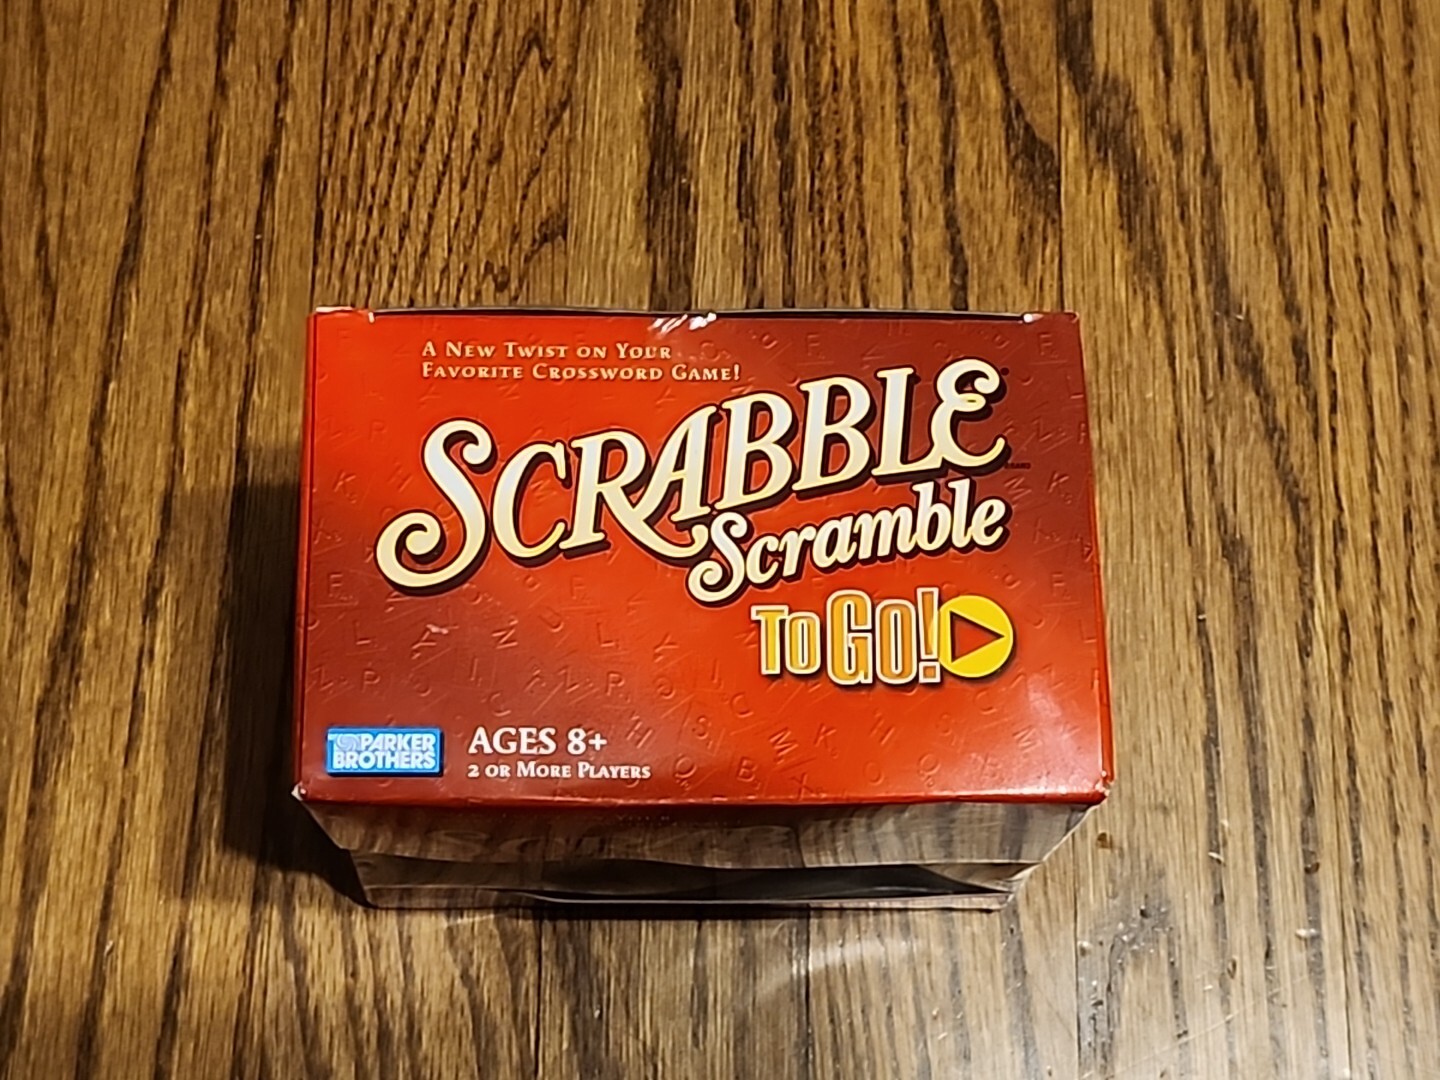 A New Twist on Your
Favorite Crossword Game!
SCRABBLE
Scramble
To Go!
PARKER
BROTHERS
AGES 8+
2 or More Players